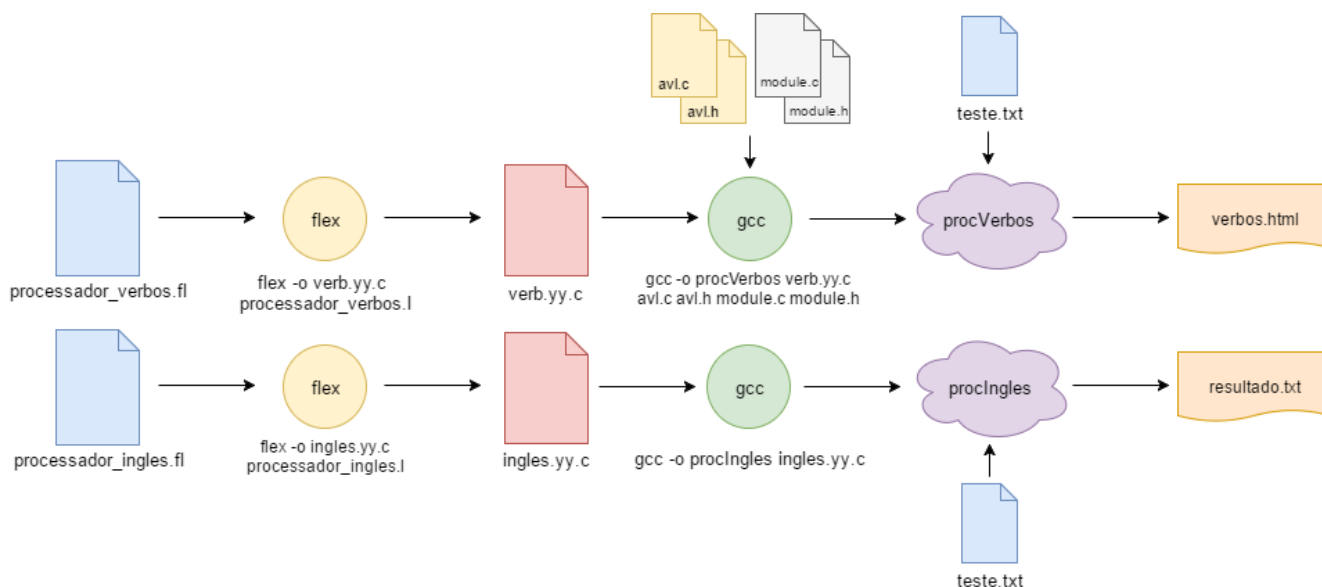 avl.c
avl.h
module.c
module.h
teste.txt
processador_verbos.fl
flex
flex -o verb.yy.c
processador_verbos.l
verb.yy.c
gcc
gcc -o procVerbos verb.yy.c
avl.c avl.h module.c module.h
procVerbos
verbos.html
processador_ingles.fl
flex
flex -o ingles.yy.c
processador_ingles.l
ingles.yy.c
gcc
gcc -o procIngles ingles.yy.c
procIngles
resultado.txt
teste.txt